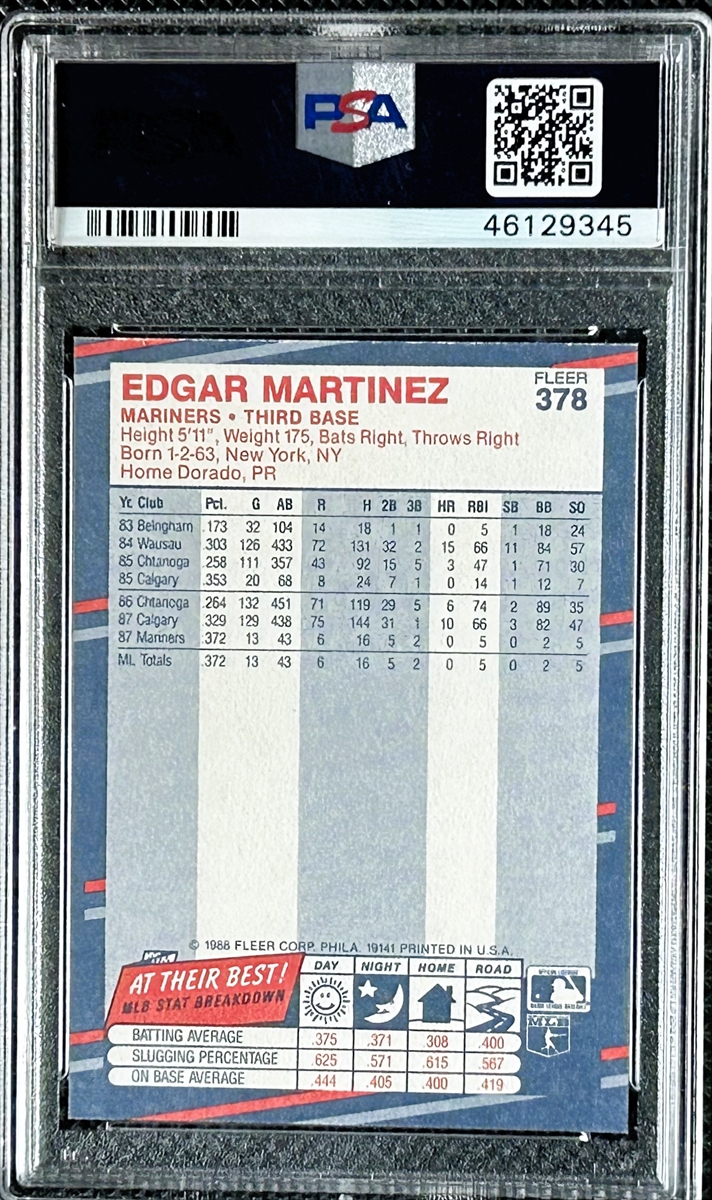 PSA
46129345
EDGAR MARTINEZ
FLEER
378
MARINERS • THIRD BASE
Height 5'11", Weight 175, Bats Right, Throws Right
Born 1-2-63, New York, NY
Home Dorado, PR
Yr. Club Pct. G AB R H 2B 3B HR RBI SB BB SO
83 Belngham .173 32 104 14 18 1 1 0 5 1 18 24
84 Wausau .303 126 433 72 131 32 2 15 66 11 84 57
85 Chtanoga .258 111 357 43 92 15 5 3 47 1 71 30
85 Calgary .353 20 68 8 24 7 1 0 14 1 12 7
86 Chtanoga .264 132 451 71 119 29 5 6 74 2 89 35
87 Calgary .329 129 438 75 144 31 1 10 66 3 82 47
87 Mariners .372 13 43 6 16 5 2 0 5 0 2 5
ML Totals .372 13 43 6 16 5 2 0 5 0 2 5
© 1988 FLEER CORP. PHILA. 19141 PRINTED IN U.S.A.
AT THEIR BEST!
MLB STAT BREAKDOWN
DAY NIGHT HOME ROAD
BATTING AVERAGE .375 .371 .308 .400
SLUGGING PERCENTAGE .625 .571 .615 .567
ON BASE AVERAGE .444 .405 .400 .419